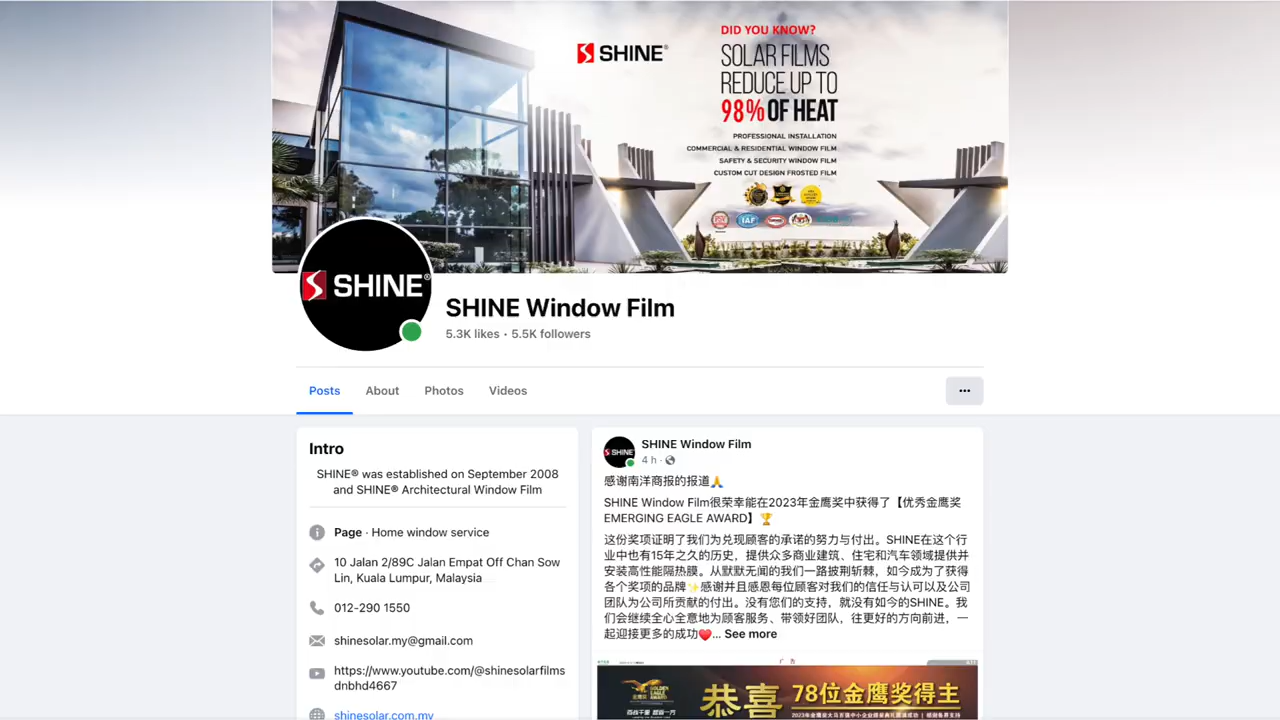 DID YOU KNOW?
SHINE®
SOLAR FILMS
REDUCE UP TO
98% OF HEAT
PROFESSIONAL INSTALLATION
COMMERCIAL & RESIDENTIAL WINDOW FILM
SAFETY & SECURITY WINDOW FILM
CUSTOM CUT DESIGN FROSTED FILM
IAF
SHINE®
SHINE Window Film
5.3K likes • 5.5K followers
Posts
About
Photos
Videos
Intro
SHINE® was established on September 2008
and SHINE® Architectural Window Film
Page · Home window service
10 Jalan 2/89C Jalan Empat Off Chan Sow
Lin, Kuala Lumpur, Malaysia
012-290 1550
shinesolar.my@gmail.com
https://www.youtube.com/@shinesolarfilms
dnbhd4667
shinesolar.com.my
SHINE
SHINE Window Film
4 h ·
感谢南洋商报的报道🙏
SHINE Window Film很荣幸能在2023年金鹰奖中获得了【优秀金鹰奖
EMERGING EAGLE AWARD】🏆
这份奖项证明了我们为兑现顾客的承诺的努力与付出。SHINE在这个行
业中也有15年之久的历史，提供众多商业建筑、住宅和汽车领域提供并
安装高性能隔热膜。从默默无闻的我们一路披荆斩棘，如今成为了获得
各个奖项的品牌✨感谢并且感恩每位顾客对我们的信任与认可以及公司
团队为公司所贡献的付出。没有您们的支持，就没有如今的SHINE。我
们会继续全心全意地为顾客服务、带领好团队，往更好的方向前进，一
起迎接更多的成功❤️... See more
GOLDEN
EAGLE
AWARD
恭喜
78位金鹰奖得主